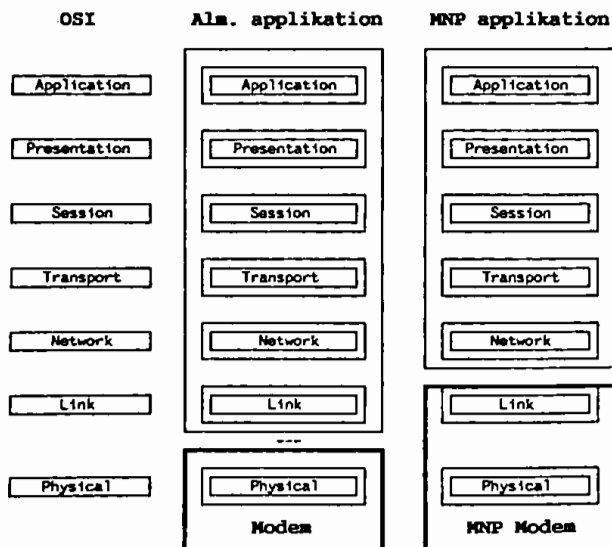 OSI Alm. applikation MNP applikation
Application Application Application
Presentation Presentation Presentation
Session Session Session
Transport Transport Transport
Network Network Network
Link Link Link
Physical Physical Physical
Modem MNP Modem